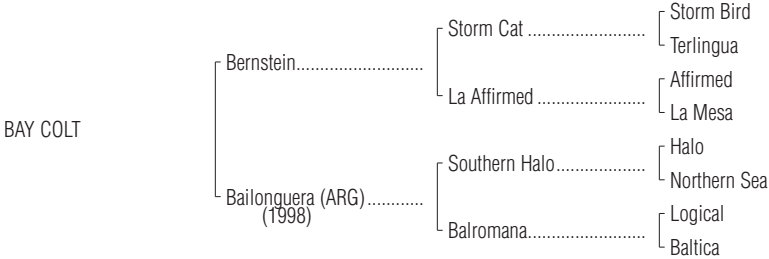 Storm Bird
Storm Cat ........................
Terlingua
Bernstein..........................
Affirmed
La Affirmed ......................
La Mesa
BAY COLT
Halo
Southern Halo..................
Northern Sea
Bailonguera (ARG)............
(1998)
Logical
Balromana........................
Baltica